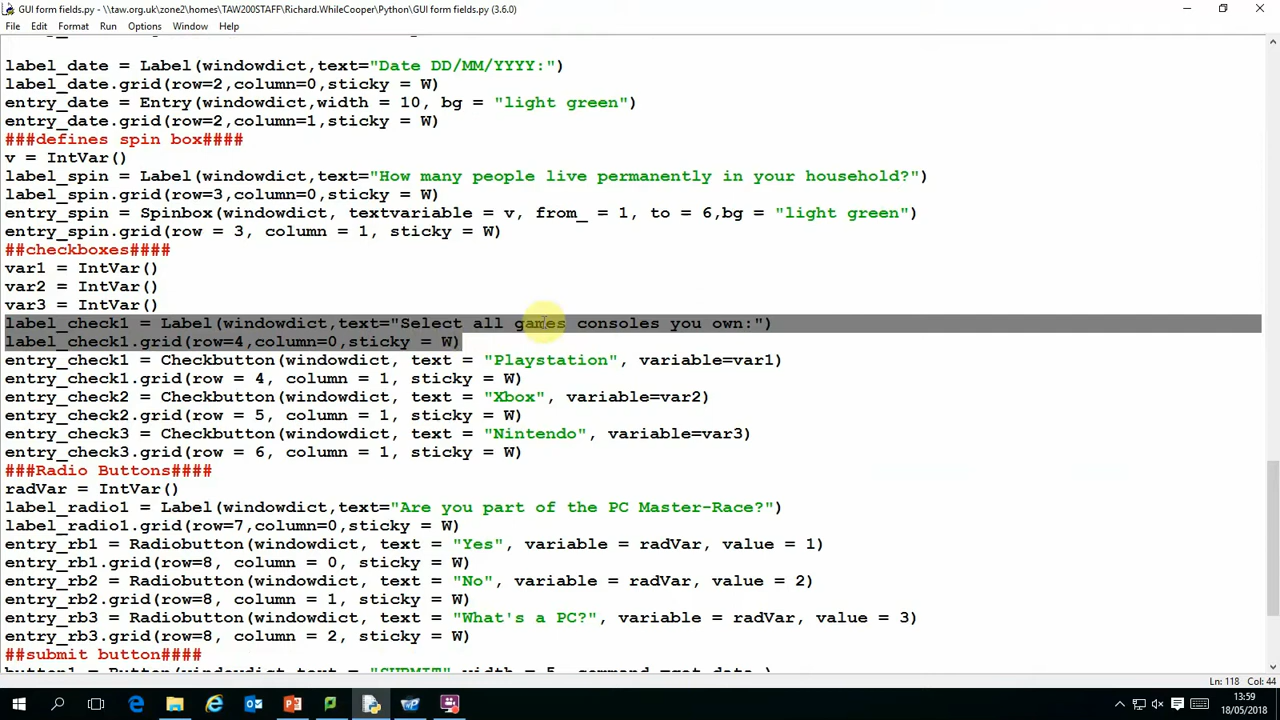 GUI form fields.py - \\taw.org.uk\zone2\homes\TAW200STAFF\Richard.WhileCooper\Python\GUI form fields.py (3.6.0)
File Edit Format Run Options Window Help
label_date = Label(windowdict,text="Date DD/MM/YYYY:")
label_date.grid(row=2,column=0,sticky = W)
entry_date = Entry(windowdict,width = 10, bg = "light green")
entry_date.grid(row=2,column=1,sticky = W)
###defines spin box####
v = IntVar()
label_spin = Label(windowdict,text="How many people live permanently in your household?")
label_spin.grid(row=3,column=0,sticky = W)
entry_spin = Spinbox(windowdict, textvariable = v, from_ = 1, to = 6,bg = "light green")
entry_spin.grid(row = 3, column = 1, sticky = W)
##checkboxes####
var1 = IntVar()
var2 = IntVar()
var3 = IntVar()
label_check1 = Label(windowdict,text="Select all games consoles you own:")
label_check1.grid(row=4,column=0,sticky = W)
entry_check1 = Checkbutton(windowdict, text = "Playstation", variable=var1)
entry_check1.grid(row = 4, column = 1, sticky = W)
entry_check2 = Checkbutton(windowdict, text = "Xbox", variable=var2)
entry_check2.grid(row = 5, column = 1, sticky = W)
entry_check3 = Checkbutton(windowdict, text = "Nintendo", variable=var3)
entry_check3.grid(row = 6, column = 1, sticky = W)
###Radio Buttons####
radVar = IntVar()
label_radio1 = Label(windowdict,text="Are you part of the PC Master-Race?")
label_radio1.grid(row=7,column=0,sticky = W)
entry_rb1 = Radiobutton(windowdict, text = "Yes", variable = radVar, value = 1)
entry_rb1.grid(row=8, column = 0, sticky = W)
entry_rb2 = Radiobutton(windowdict, text = "No", variable = radVar, value = 2)
entry_rb2.grid(row=8, column = 1, sticky = W)
entry_rb3 = Radiobutton(windowdict, text = "What's a PC?", variable = radVar, value = 3)
entry_rb3.grid(row=8, column = 2, sticky = W)
##submit button####
button1 = Button(windowdict,text = "SUBMIT",width = 5, command =get_data )
Ln: 118 Col: 44
13:59
18/05/2018